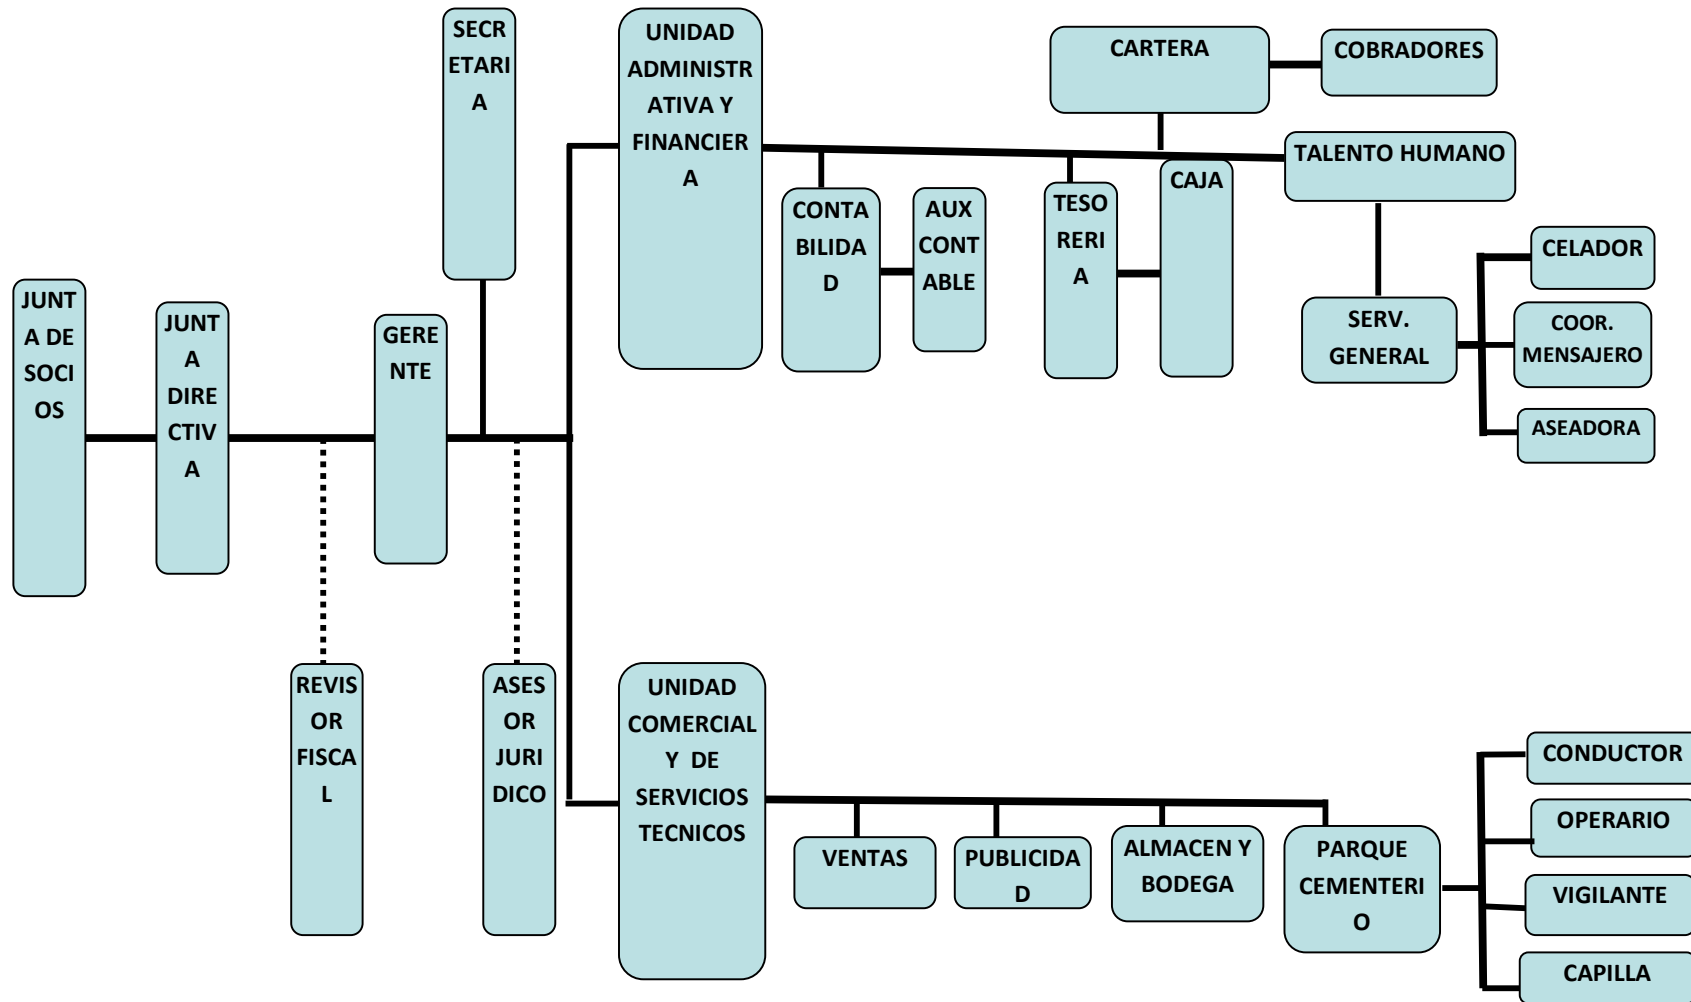 SECR
ETARI
A
UNIDAD
ADMINISTR
ATIVA Y
FINANCIER
A
CARTERA
COBRADORES
TALENTO HUMANO
CONTA
BILIDA
D
AUX
CONT
ABLE
TESO
RERI
A
CAJA
CELADOR
SERV.
GENERAL
COOR.
MENSAJERO
ASEADORA
JUNT
A DE
SOCI
OS
JUNT
A
DIRE
CTIV
A
GERE
NTE
REVIS
OR
FISCA
L
ASES
OR
JURI
DICO
UNIDAD
COMERCIAL
Y DE
SERVICIOS
TECNICOS
VENTAS
PUBLICIDA
D
ALMACEN Y
BODEGA
PARQUE
CEMENTERI
O
CONDUCTOR
OPERARIO
VIGILANTE
CAPILLA